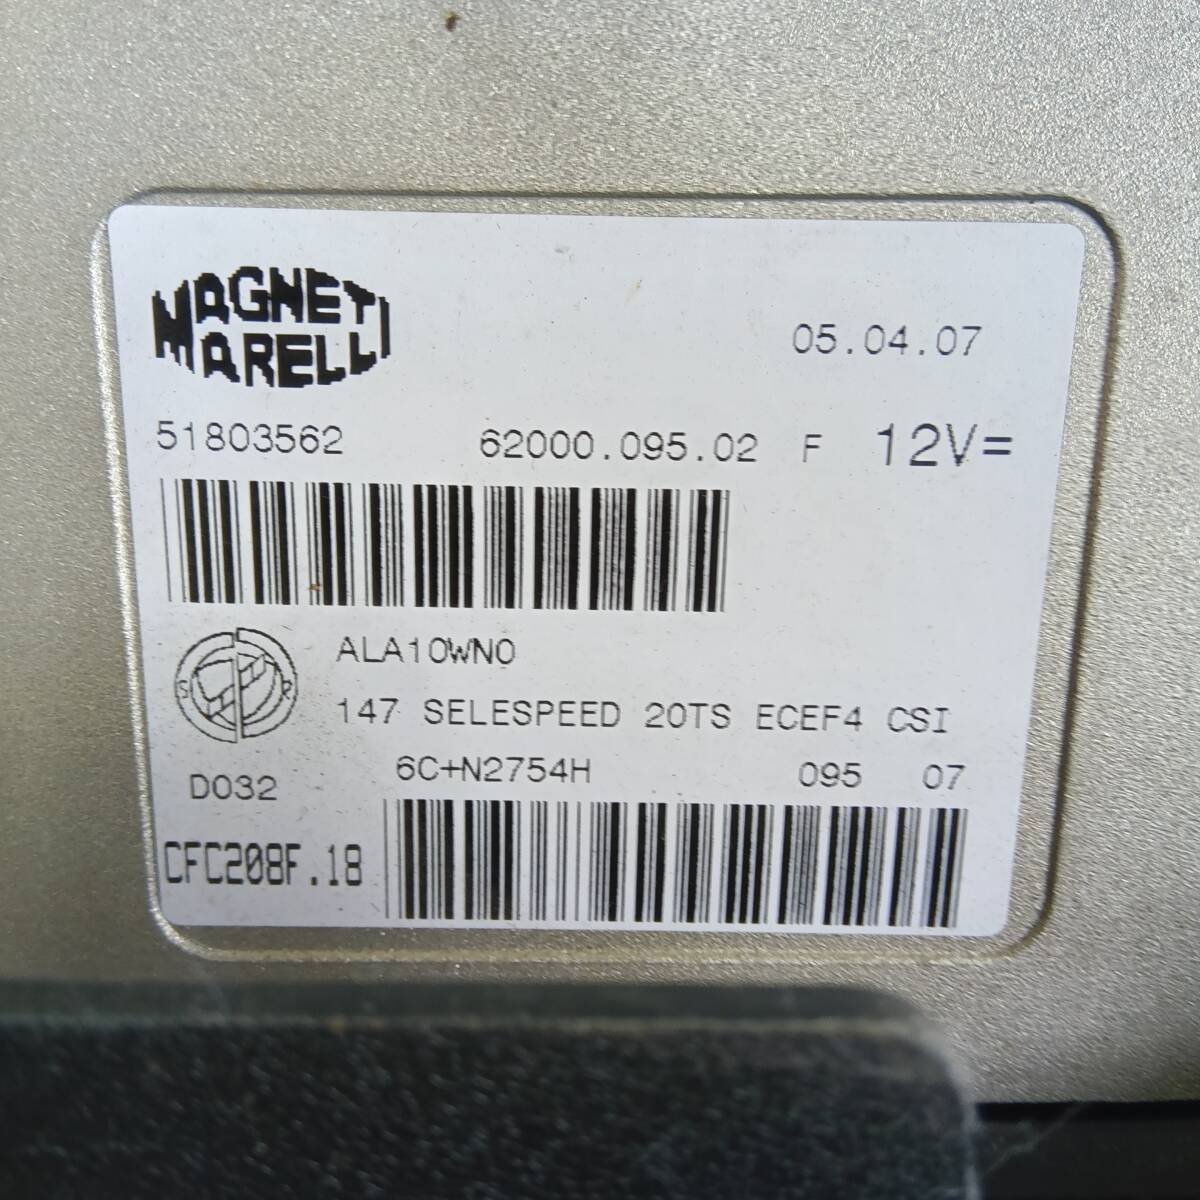 MAGNETI
MARELLI
05.04.07
51803562 62000.095.02 F 12V=
ALA10WN0
S R
147 SELESPEED 20TS ECEF4 CSI
6C+N2754H 095 07
D032
CFC208F.18